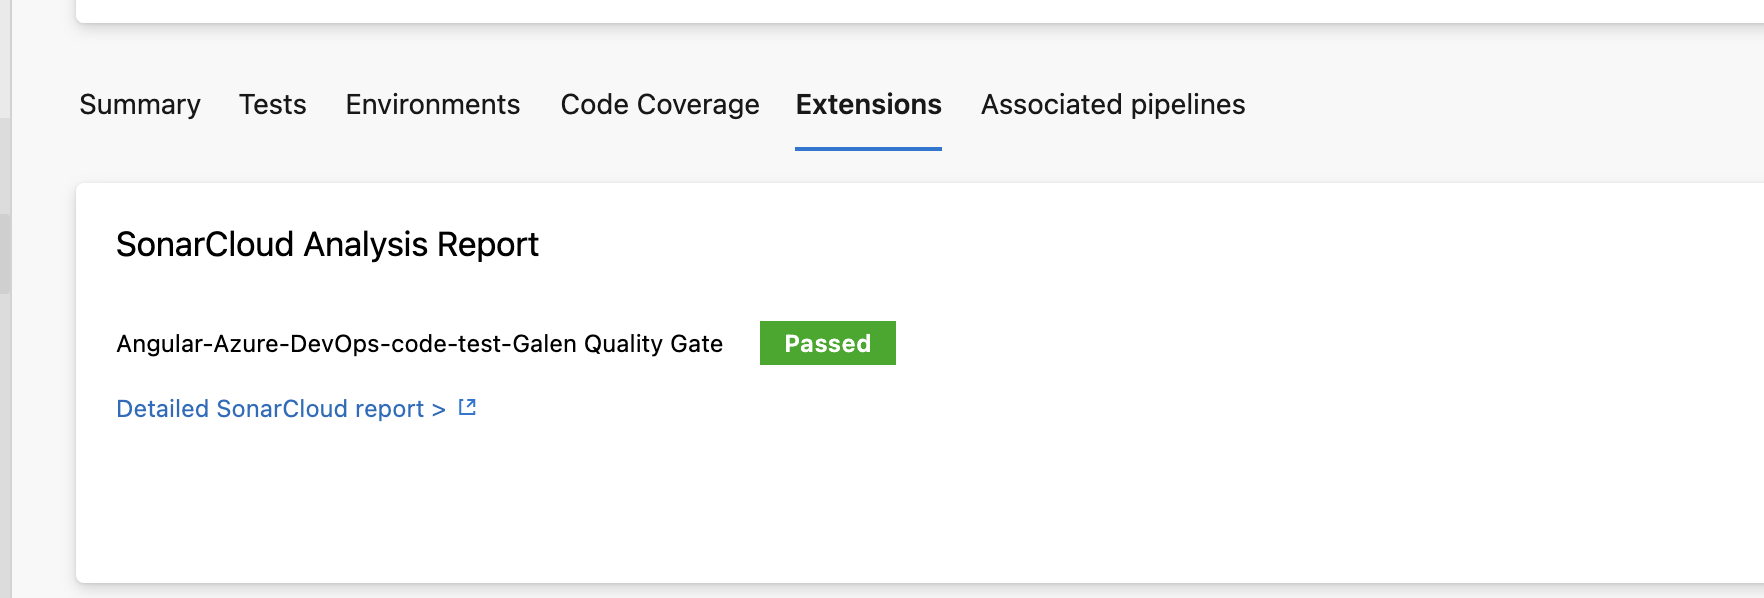 Summary Tests Environments Code Coverage Extensions Associated pipelines
SonarCloud Analysis Report
Angular-Azure-DevOps-code-test-Galen Quality Gate Passed
Detailed SonarCloud report >